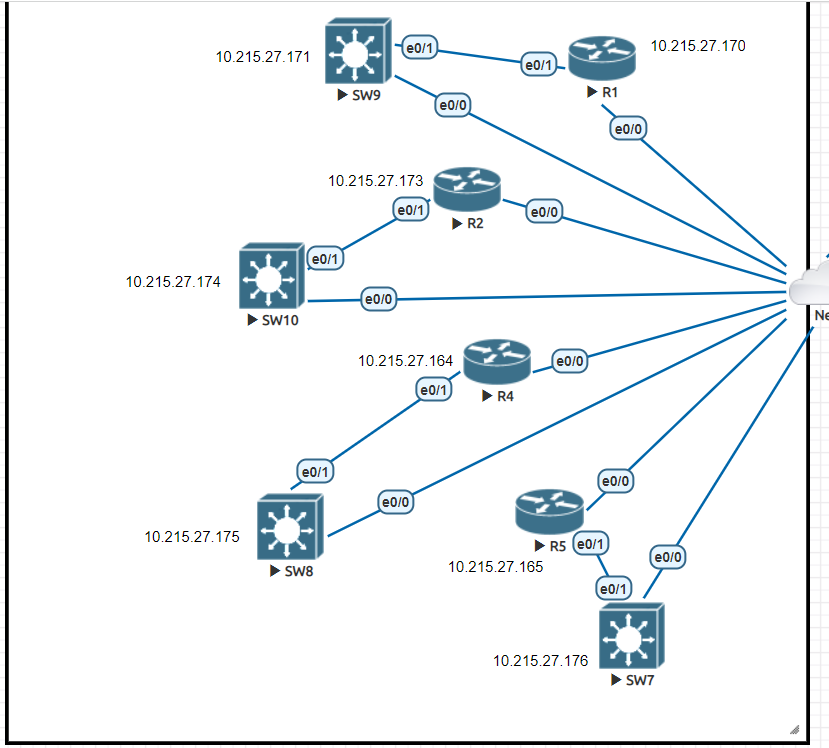 10.215.27.171
e0/1
e0/1
10.215.27.170
SW9
R1
e0/0
e0/0
10.215.27.173
e0/1
R2
e0/0
e0/1
10.215.27.174
e0/0
SW10
10.215.27.164
e0/0
e0/1
R4
e0/1
e0/0
10.215.27.175
SW8
e0/0
R5
e0/1
10.215.27.165
e0/0
e0/1
10.215.27.176
SW7
Ne